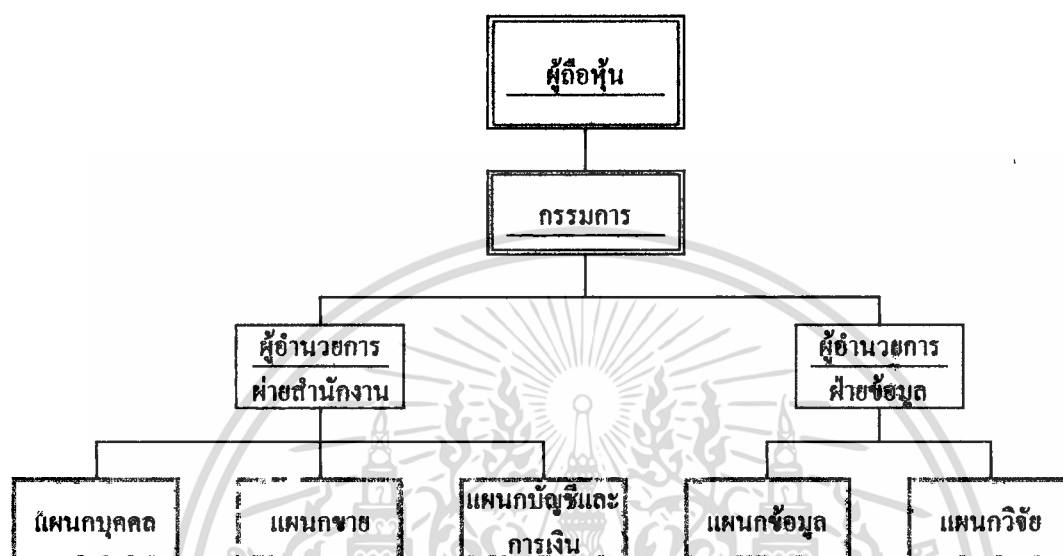 ผู้ถือหุ้น
กรรมการ
ผู้อำนวยการ
ผ่ายสำนักงาน
ผู้อำนวยการ
ฝ่ายข้อมูล
แผนกบุคคล
แผนกขาย
แผนกบัญชีและ
การเงิน
แผนกข้อมูล
แผนกวิจัย